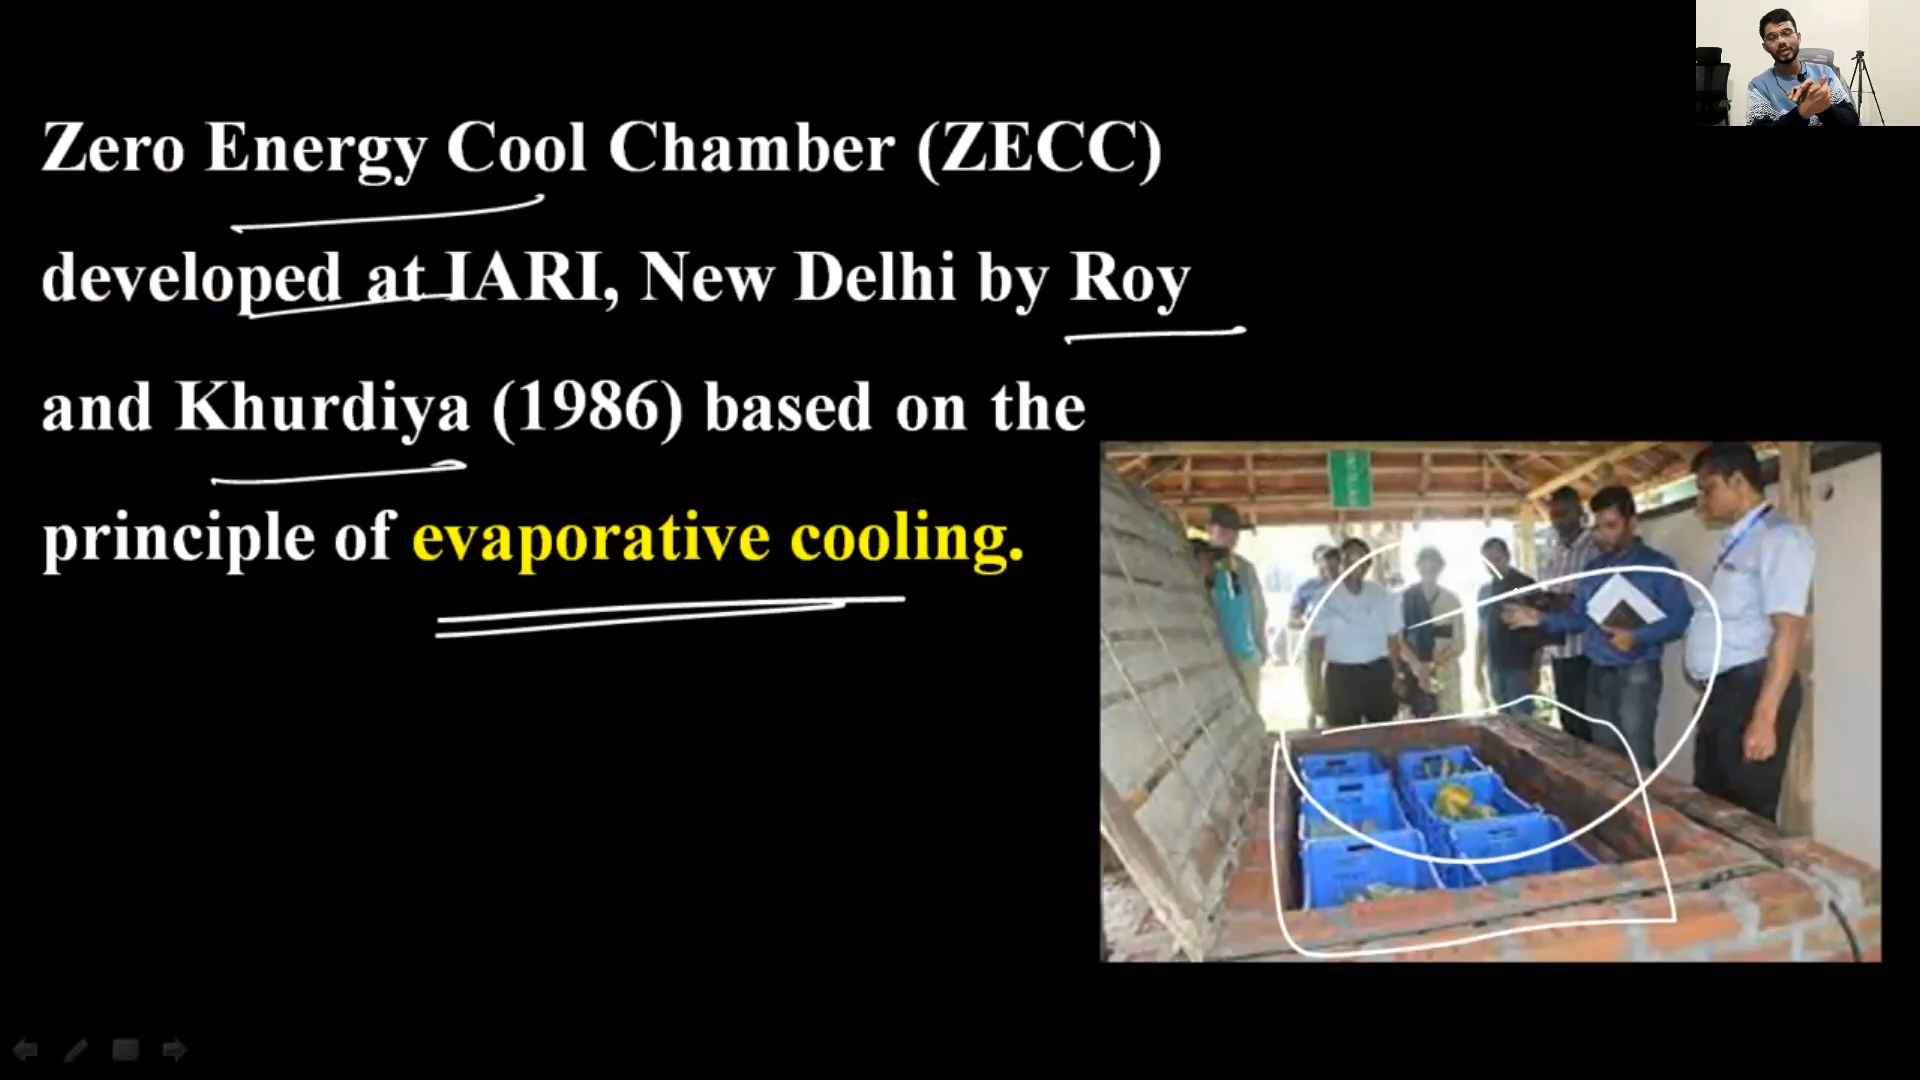 Zero Energy Cool Chamber (ZECC)
developed at IARI, New Delhi by Roy
and Khurdiya (1986) based on the
principle of evaporative cooling.